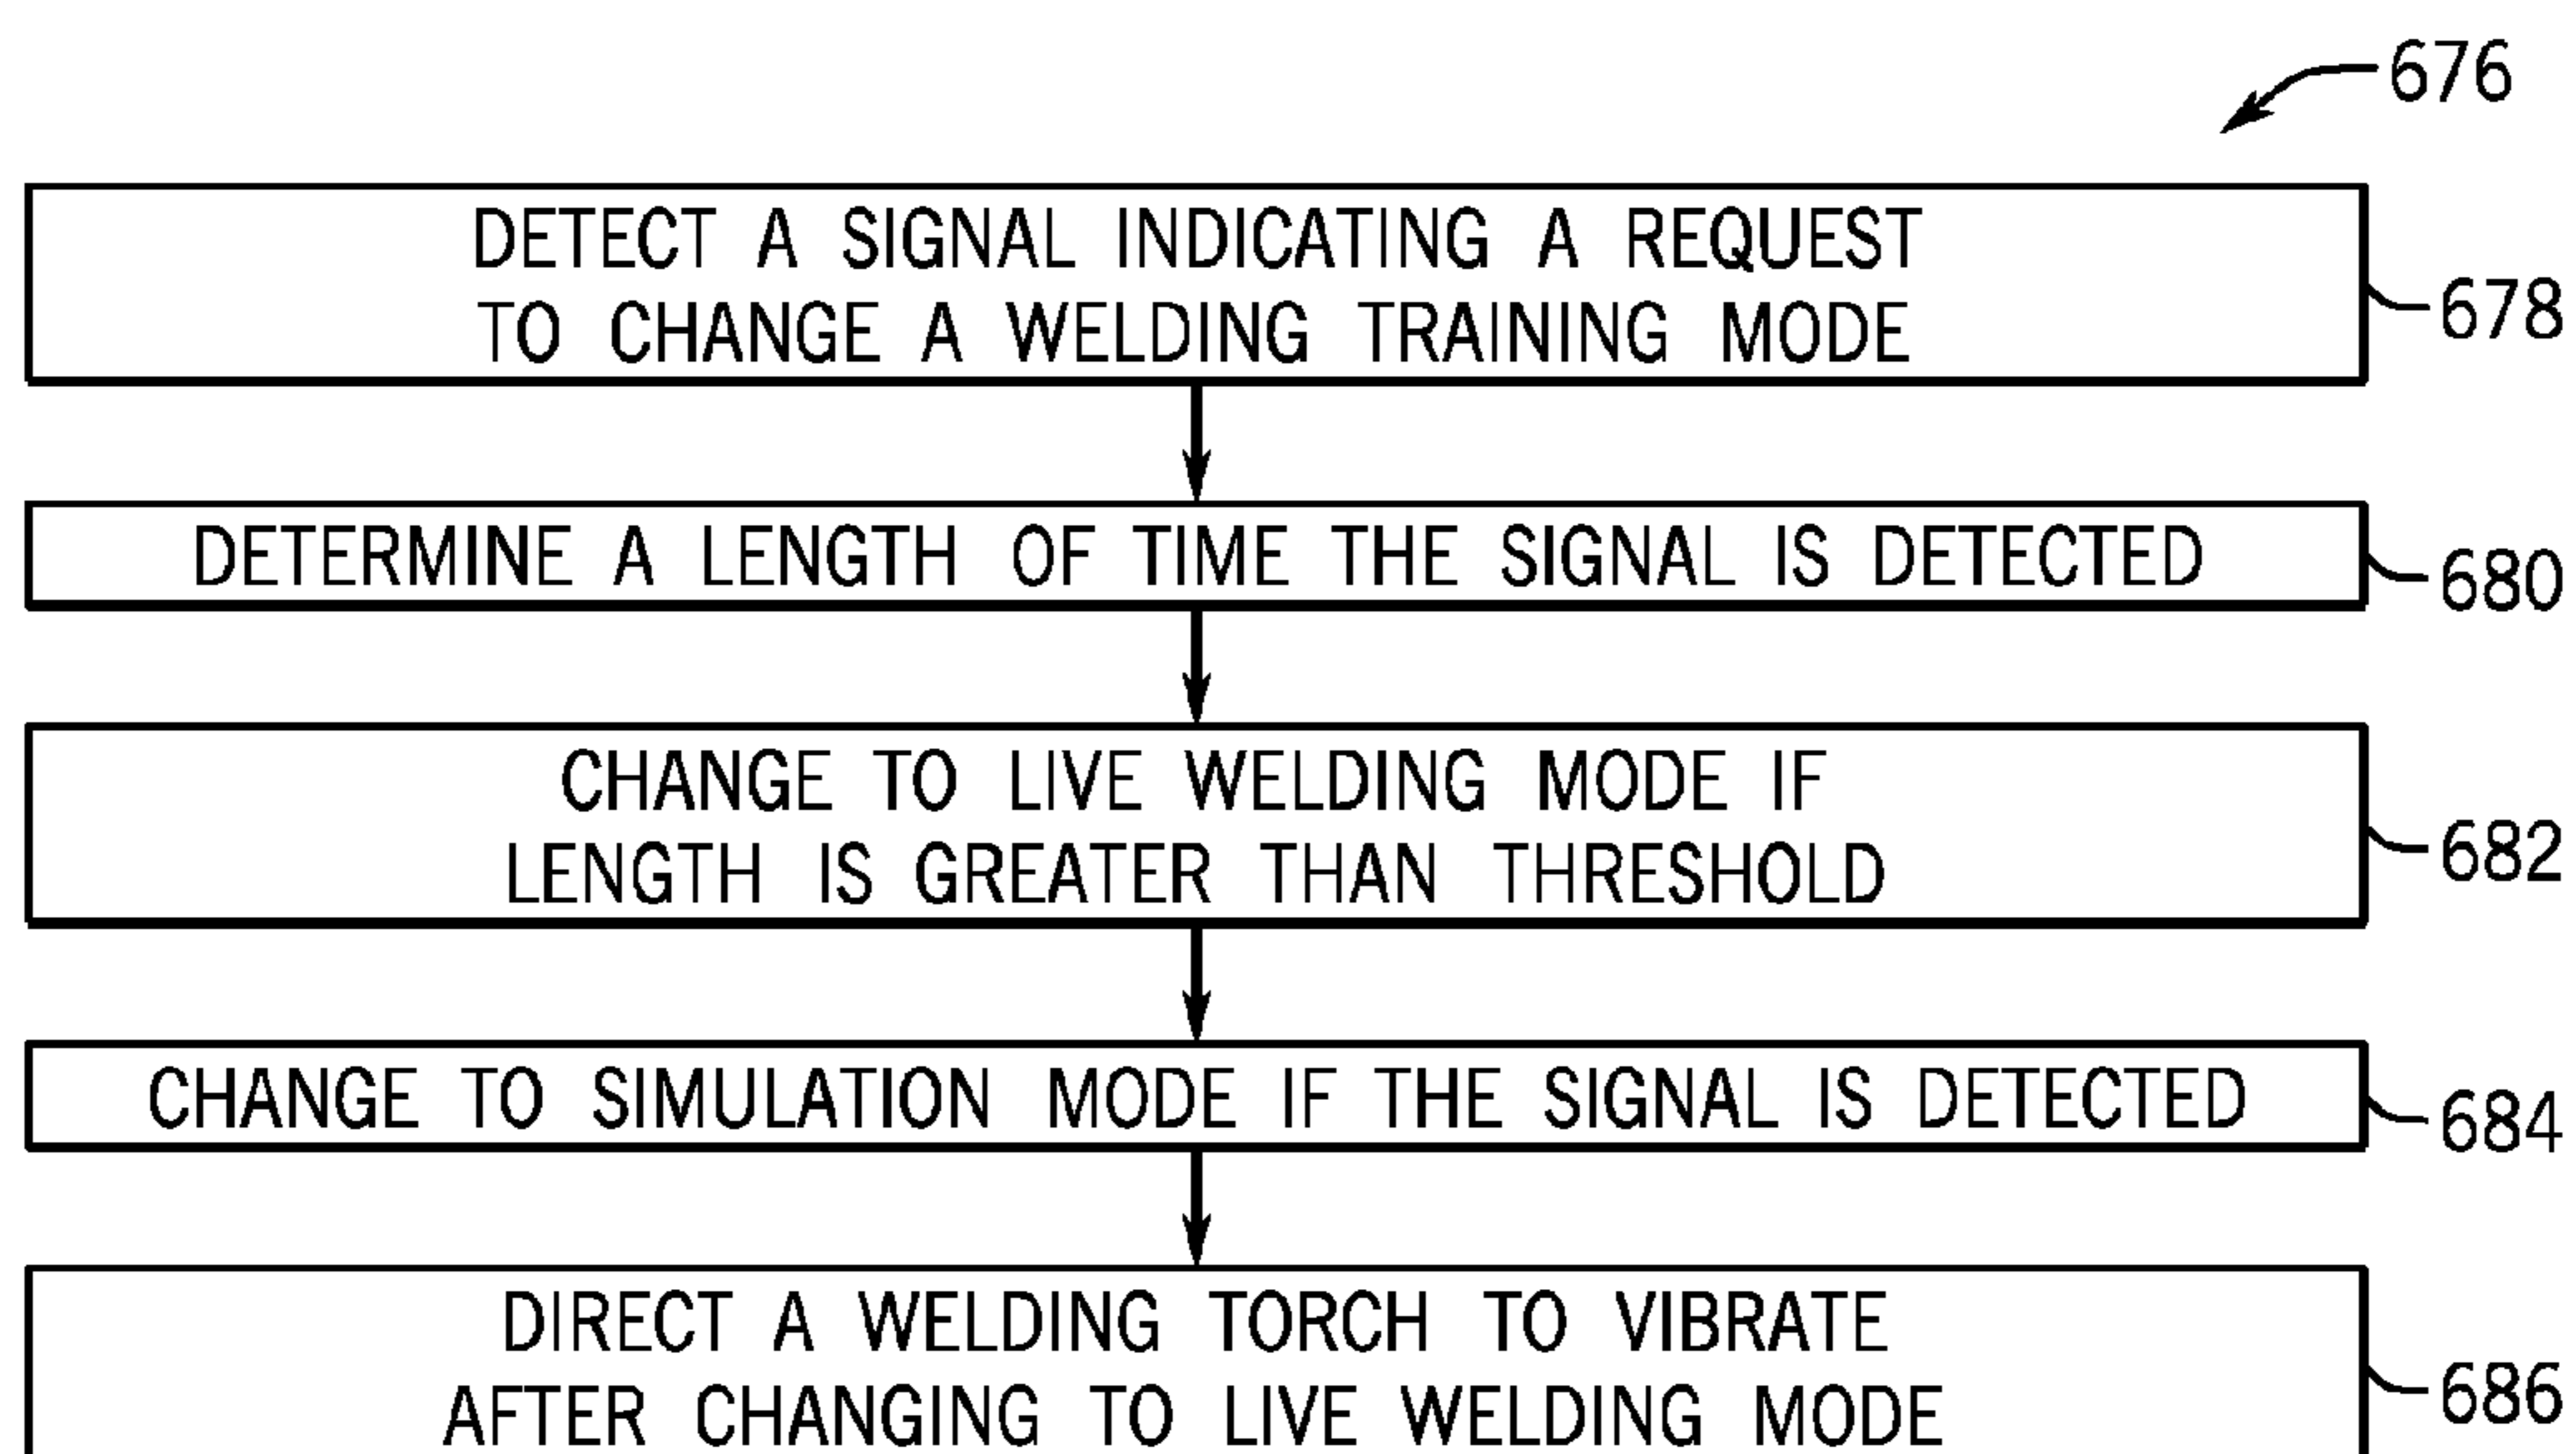 676
DETECT A SIGNAL INDICATING A REQUEST
TO CHANGE A WELDING TRAINING MODE
678
DETERMINE A LENGTH OF TIME THE SIGNAL IS DETECTED
680
CHANGE TO LIVE WELDING MODE IF
LENGTH IS GREATER THAN THRESHOLD
682
CHANGE TO SIMULATION MODE IF THE SIGNAL IS DETECTED
684
DIRECT A WELDING TORCH TO VIBRATE
AFTER CHANGING TO LIVE WELDING MODE
686